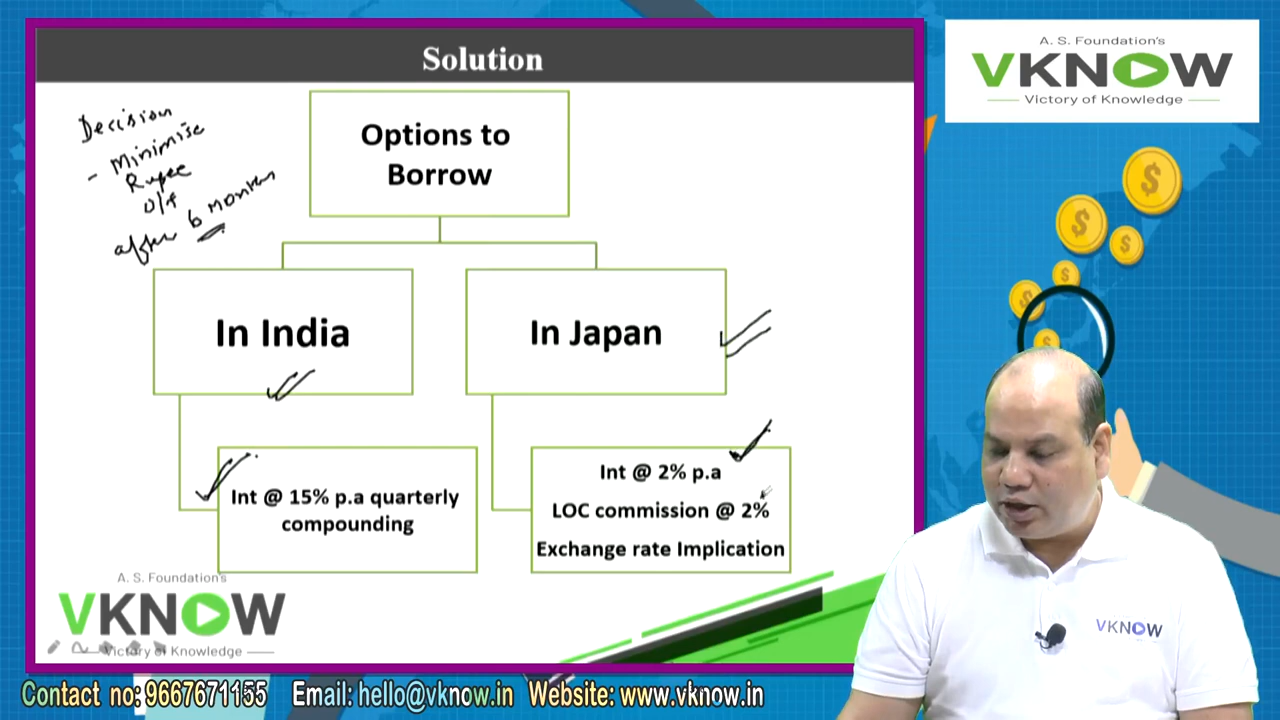 Solution
Decision
- Minimise
Rupee
O/f
after 6 months
Options to
Borrow
In India
In Japan
Int @ 15% p.a quarterly
compounding
Int @ 2% p.a
LOC commission @ 2%
Exchange rate Implication
A. S. Foundation's
VKNOW
Victory of Knowledge
A. S. Foundation's
VKNOW
Victory of Knowledge
VKNOW
Contact no: 9667671155 Email: hello@vknow.in Website: www.vknow.in